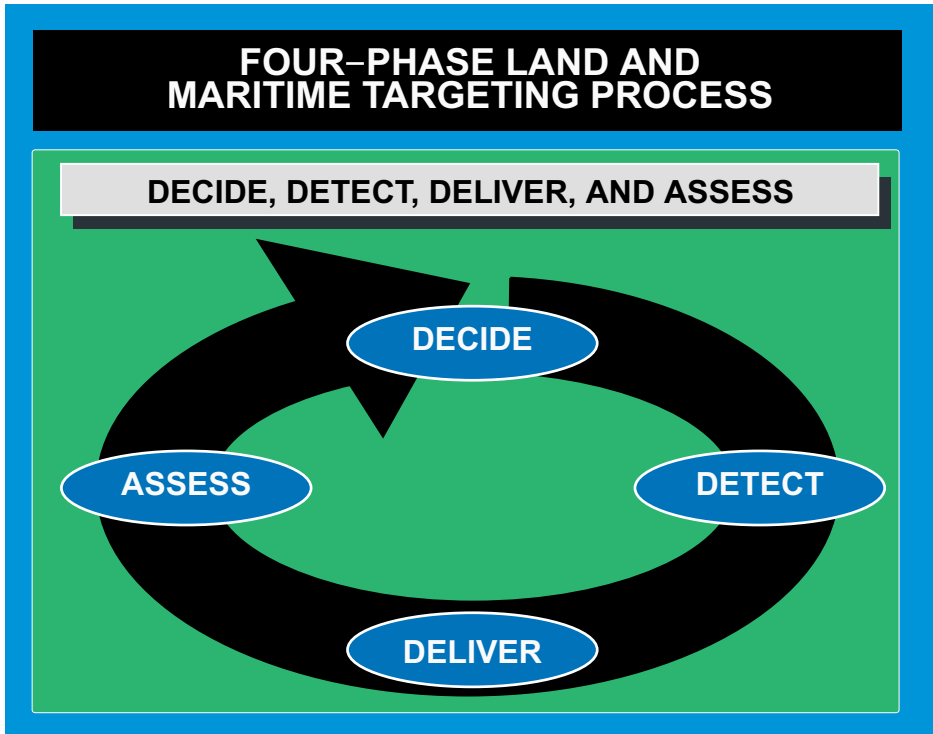 FOUR–PHASE LAND AND
MARITIME TARGETING PROCESS
DECIDE, DETECT, DELIVER, AND ASSESS
DECIDE
ASSESS
DETECT
DELIVER